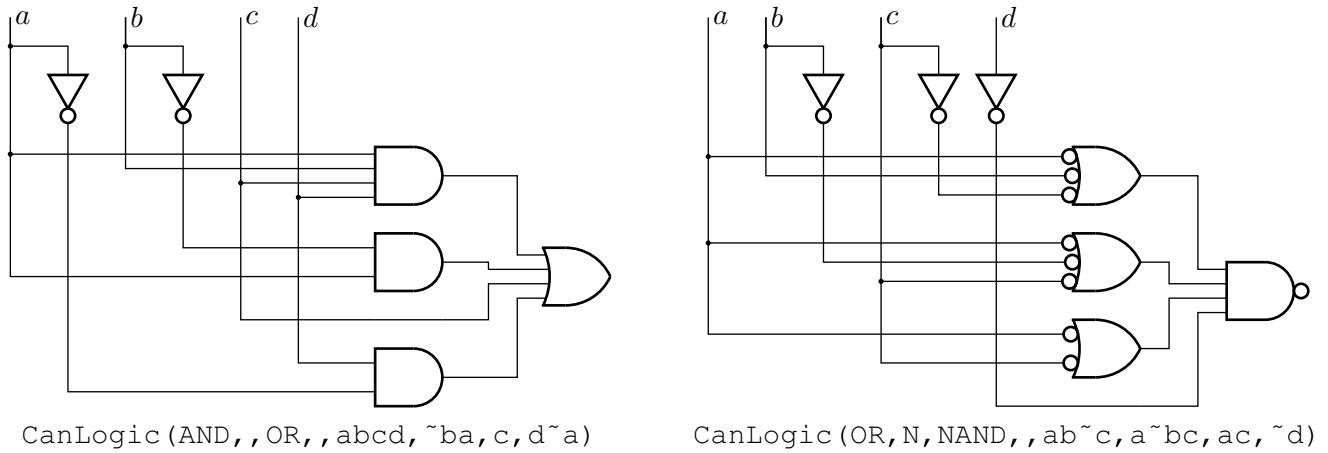 a b c d
a b c d
CanLogic(AND,,OR,,abcd,˜ba,c,d˜a)
CanLogic(OR,N,NAND,,ab˜c,a˜bc,ac,˜d)